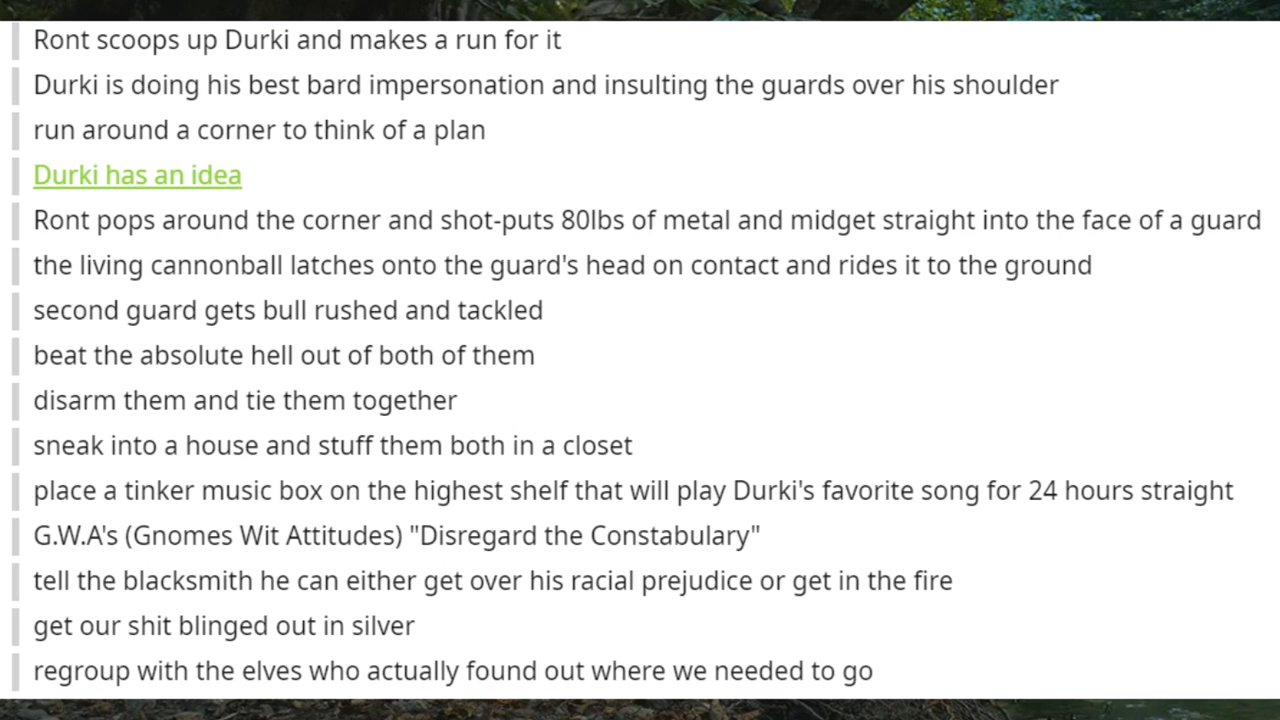 Ront scoops up Durki and makes a run for it
Durki is doing his best bard impersonation and insulting the guards over his shoulder
run around a corner to think of a plan
Durki has an idea
Ront pops around the corner and shot-puts 80lbs of metal and midget straight into the face of a guard
the living cannonball latches onto the guard's head on contact and rides it to the ground
second guard gets bull rushed and tackled
beat the absolute hell out of both of them
disarm them and tie them together
sneak into a house and stuff them both in a closet
place a tinker music box on the highest shelf that will play Durki's favorite song for 24 hours straight
G.W.A's (Gnomes Wit Attitudes) "Disregard the Constabulary"
tell the blacksmith he can either get over his racial prejudice or get in the fire
get our shit blinged out in silver
regroup with the elves who actually found out where we needed to go